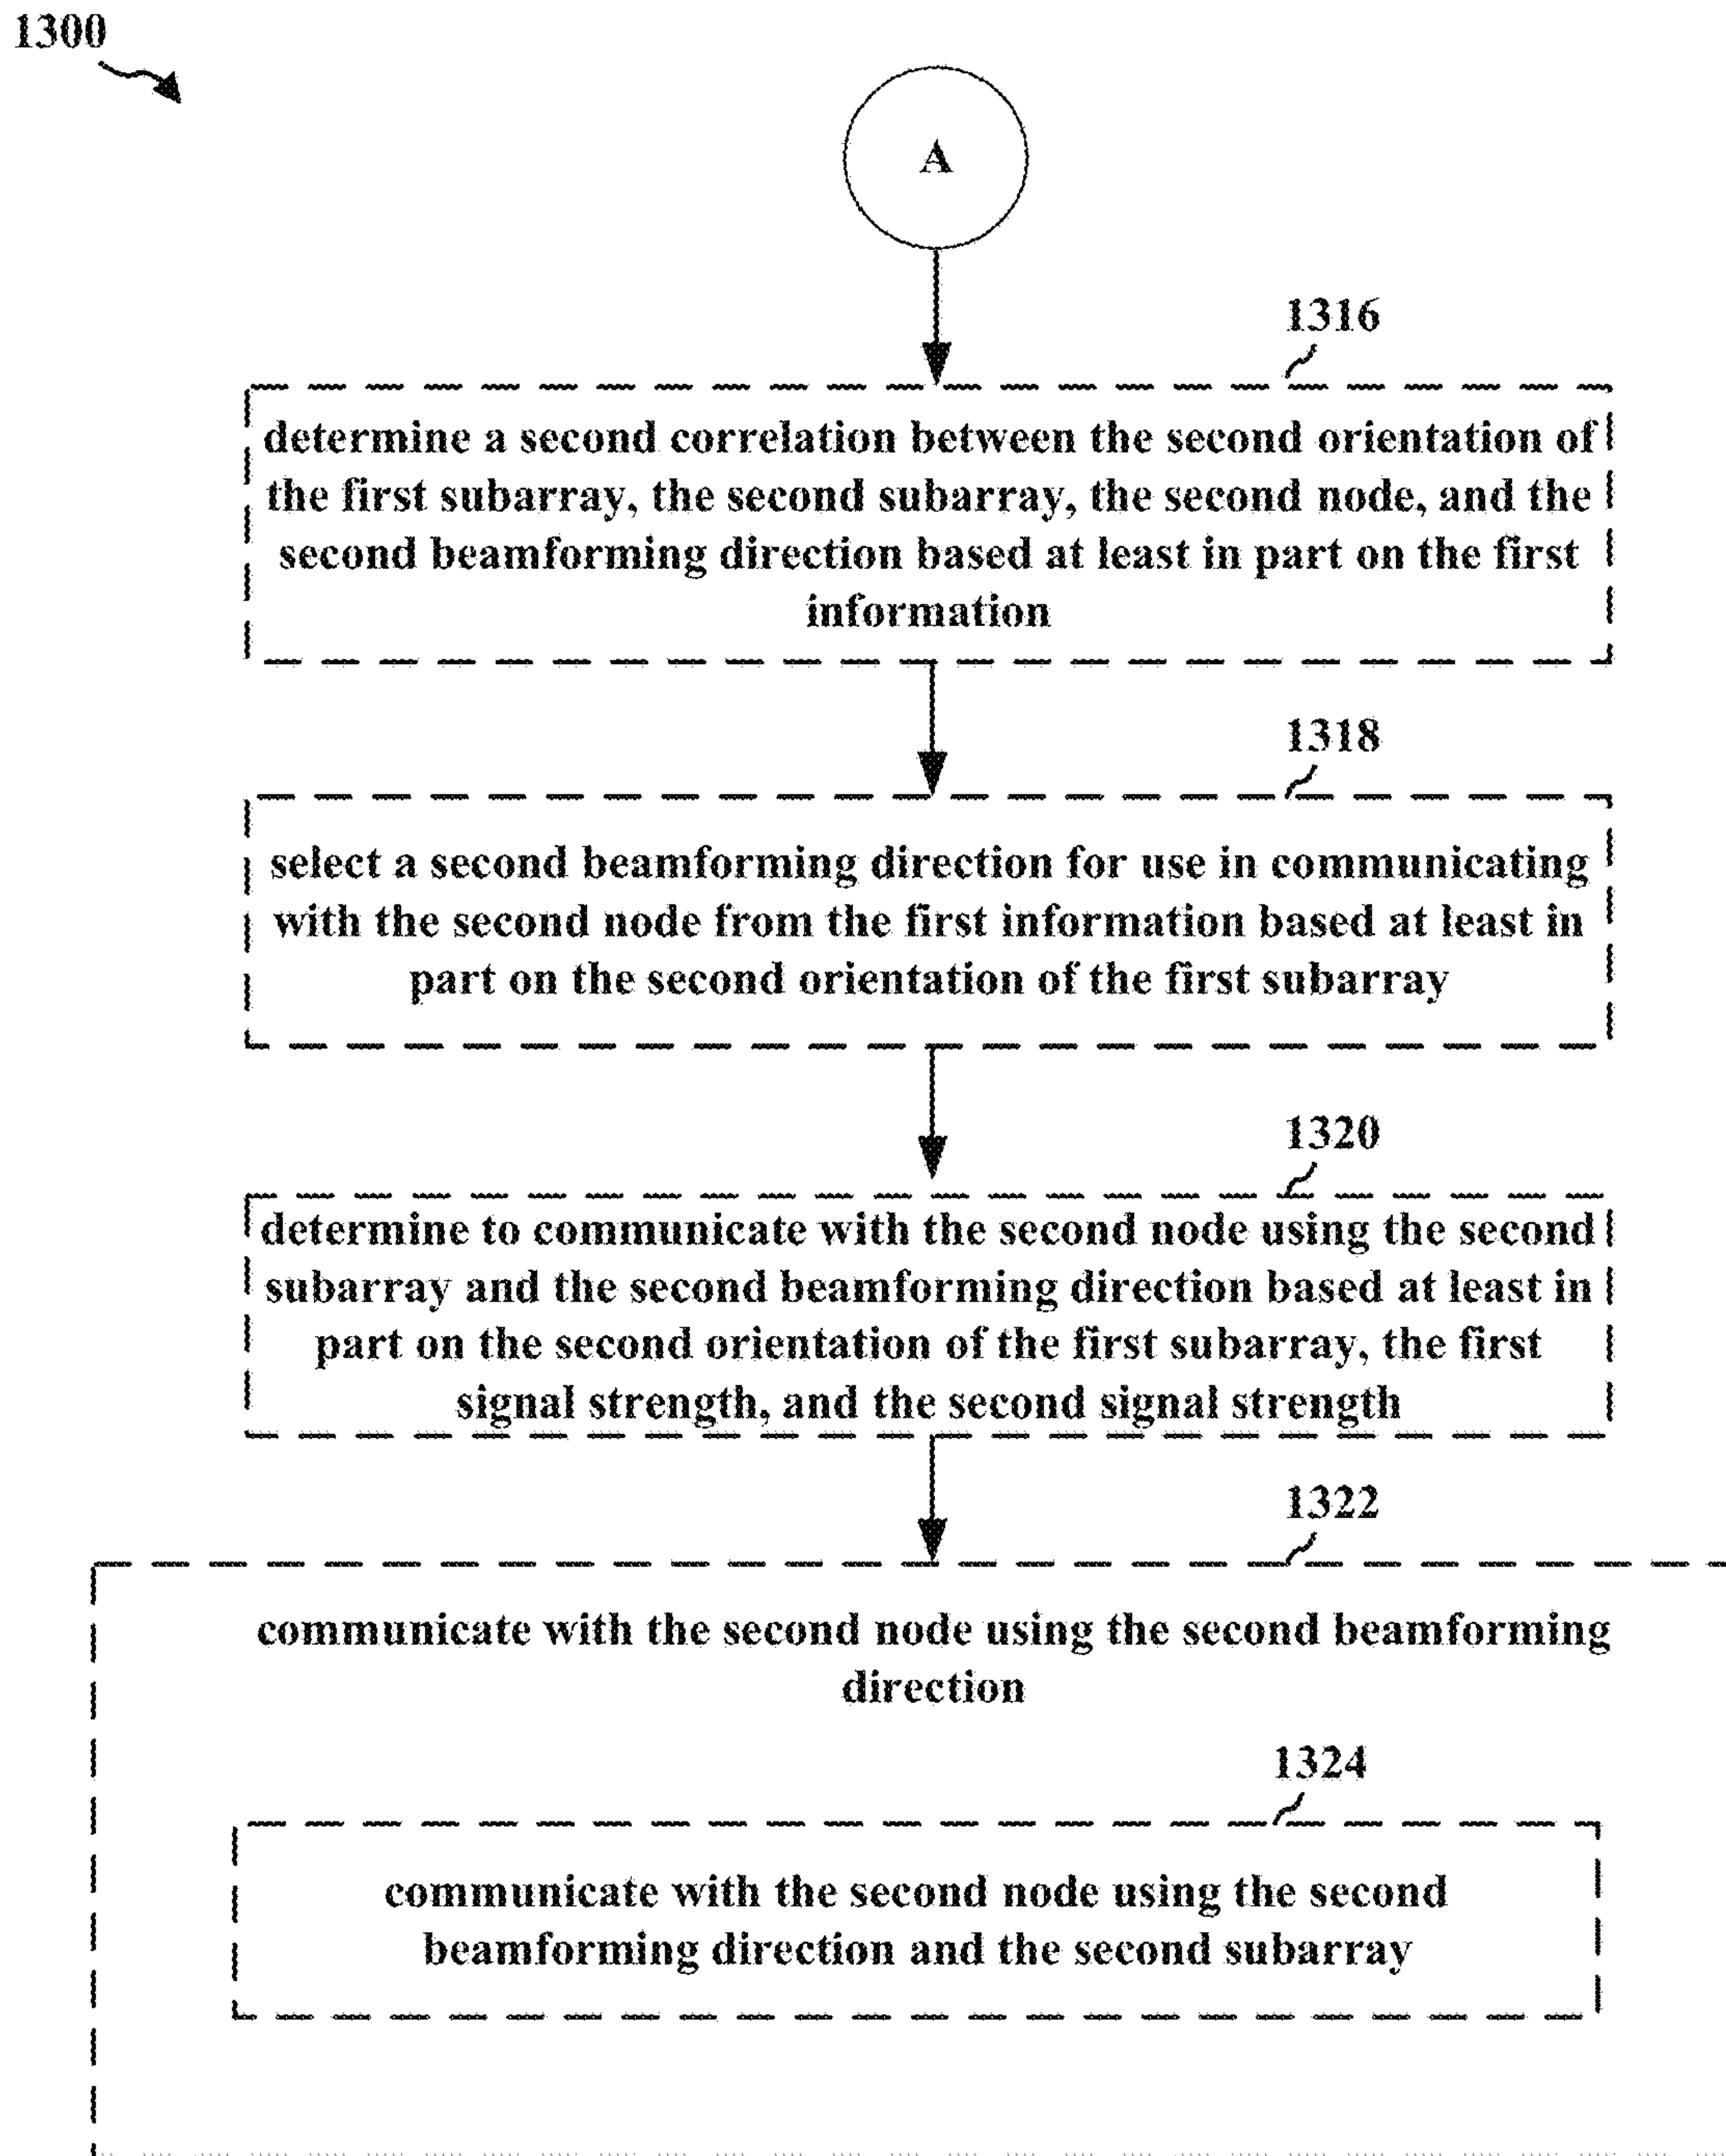 1300
A
1316
determine a second correlation between the second orientation of
the first subarray, the second subarray, the second node, and the
second beamforming direction based at least in part on the first
information
1318
select a second beamforming direction for use in communicating
with the second node from the first information based at least in
part on the second orientation of the first subarray
1320
determine to communicate with the second node using the second
subarray and the second beamforming direction based at least in
part on the second orientation of the first subarray, the first
signal strength, and the second signal strength
1322
communicate with the second node using the second beamforming
direction
1324
communicate with the second node using the second
beamforming direction and the second subarray